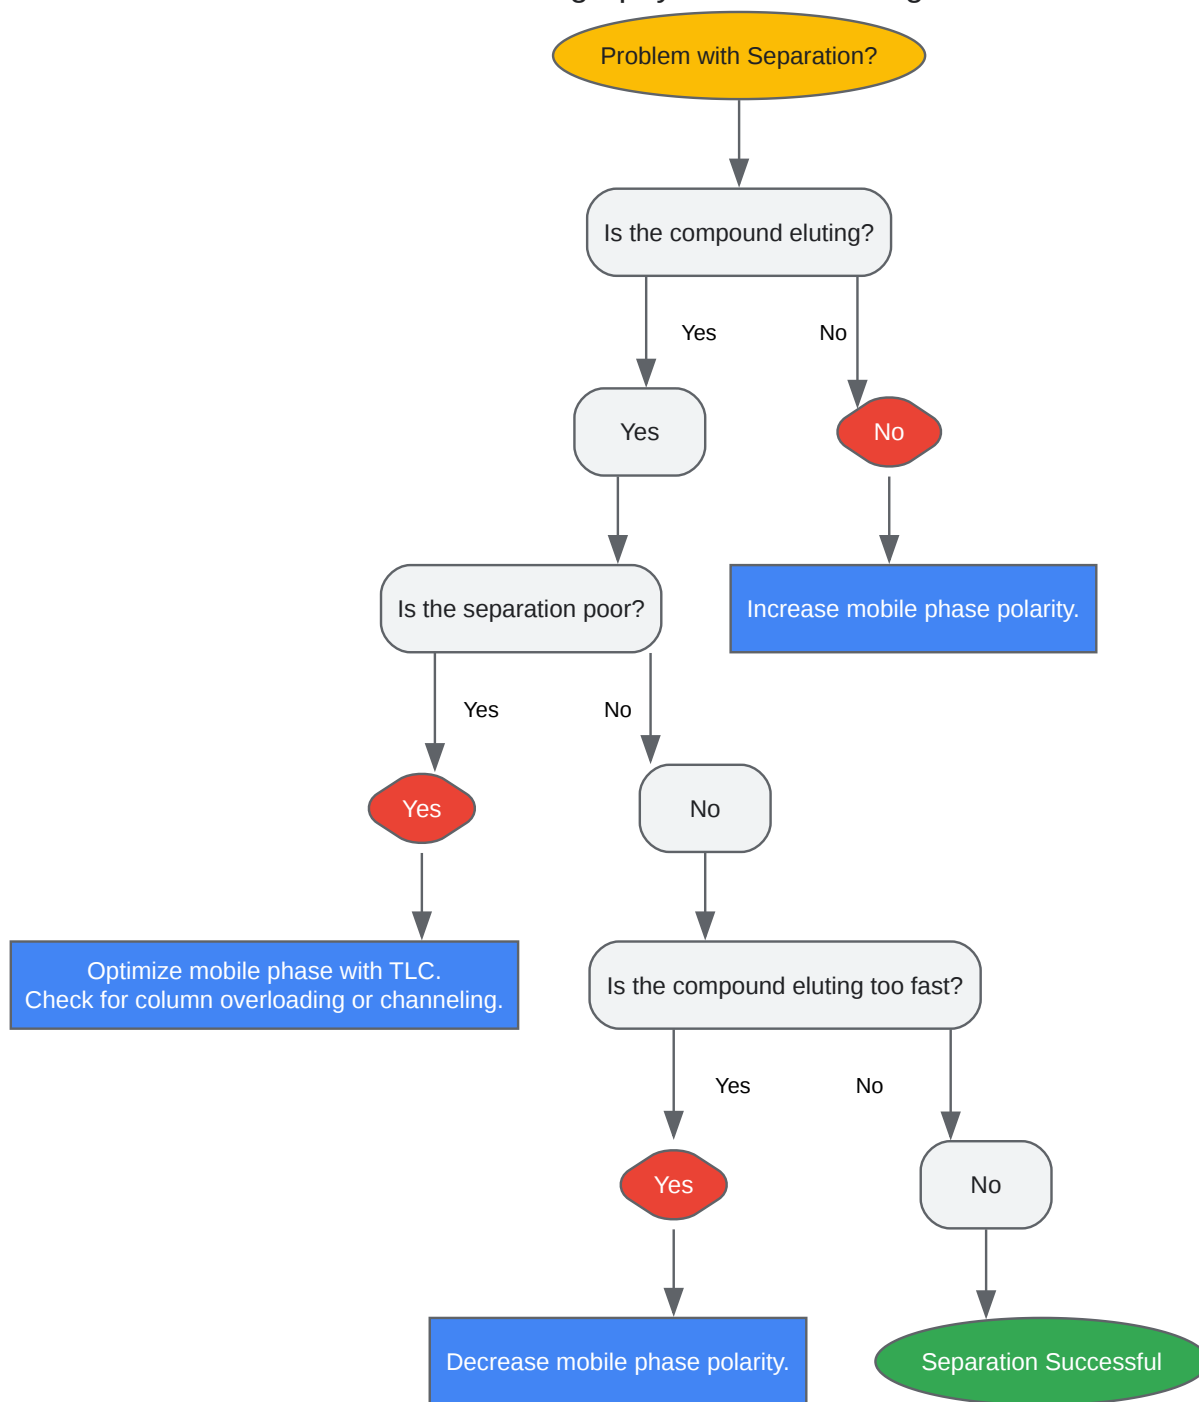 Problem with Separation?
Is the compound eluting?
Yes
No
Yes
No
Is the separation poor?
Increase mobile phase polarity.
Yes
No
Yes
No
Optimize mobile phase with TLC.
Check for column overloading or channeling.
Is the compound eluting too fast?
Yes
No
Yes
No
Decrease mobile phase polarity.
Separation Successful